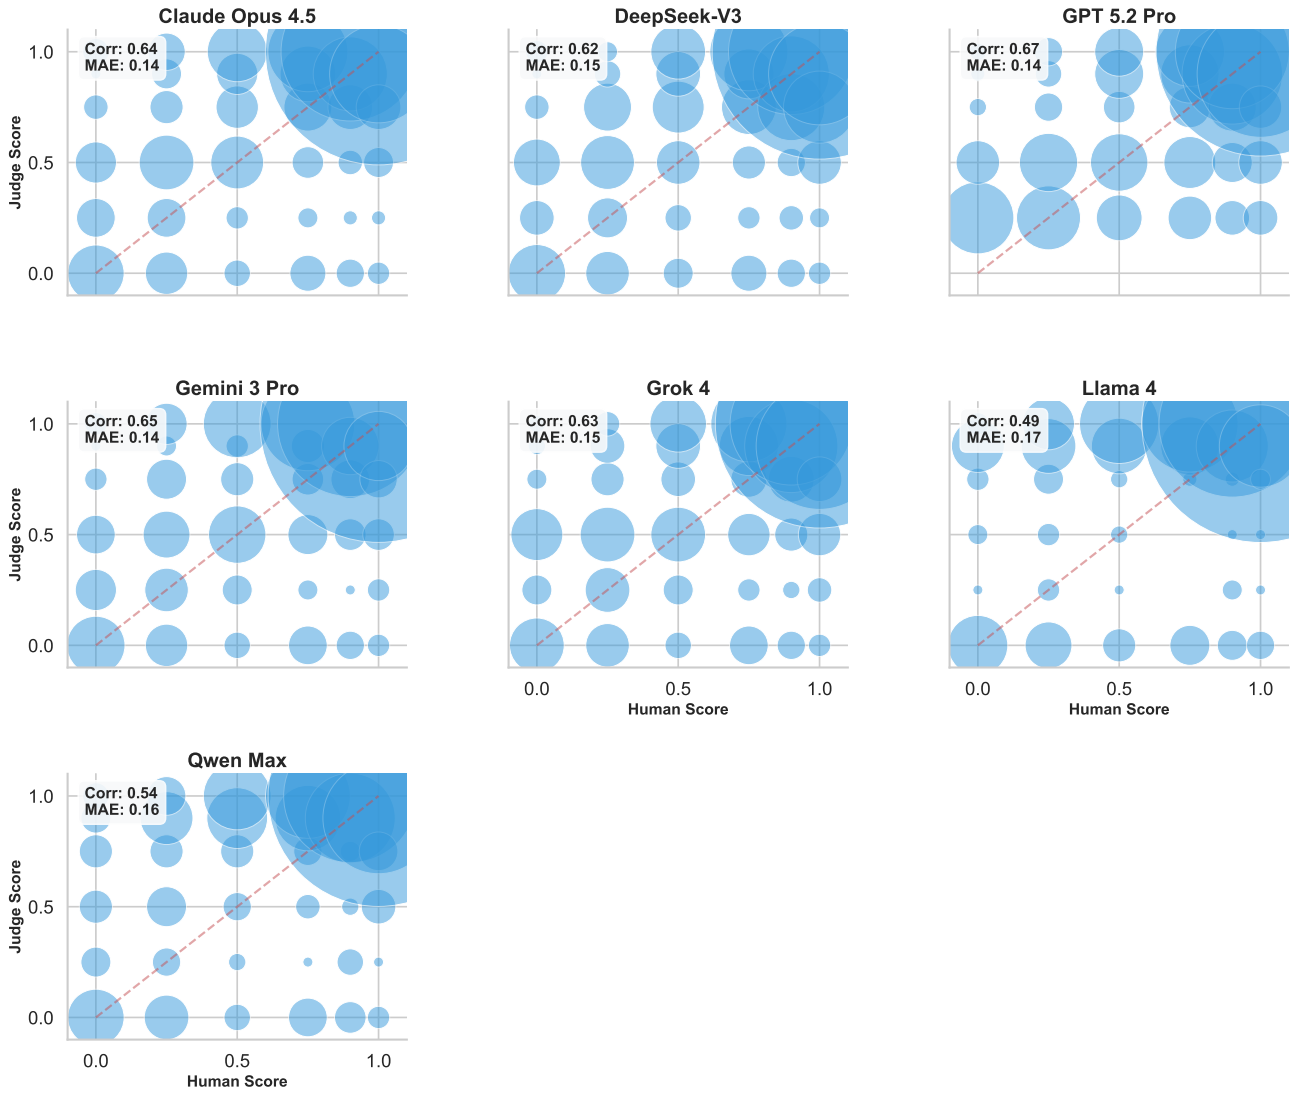 Claude Opus 4.5
Corr: 0.64
MAE: 0.14
1.0
0.5
0.0
Judge Score
DeepSeek-V3
Corr: 0.62
MAE: 0.15
GPT 5.2 Pro
Corr: 0.67
MAE: 0.14
Gemini 3 Pro
Corr: 0.65
MAE: 0.14
1.0
0.5
0.0
Judge Score
Grok 4
Corr: 0.63
MAE: 0.15
0.0 0.5 1.0
Human Score
Llama 4
Corr: 0.49
MAE: 0.17
0.0 0.5 1.0
Human Score
Qwen Max
Corr: 0.54
MAE: 0.16
1.0
0.5
0.0
Judge Score
0.0 0.5 1.0
Human Score